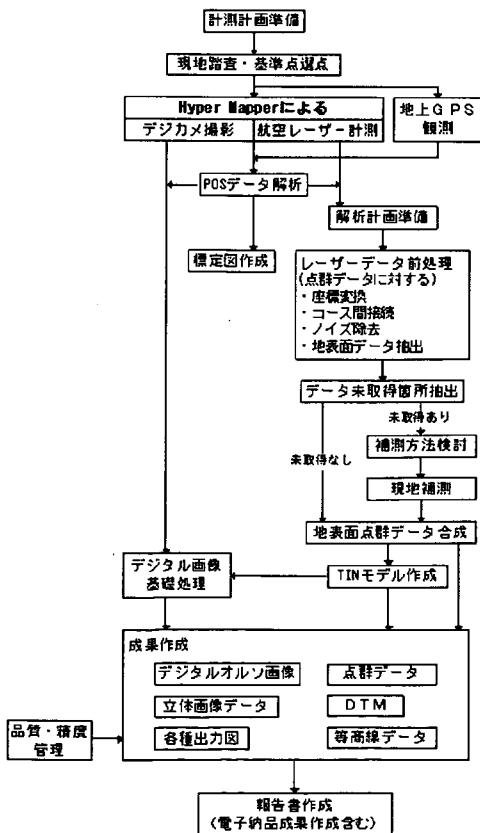 計測計画準備
現地踏査・基準点選点
Hyper Mapperによる
デジカメ撮影
航空レーザー計測
地上GPS
観測
POSデータ解析
解析計画準備
標定図作成
レーザーデータ前処理
(点群データに対する)
・座標変換
・コース間接続
・ノイズ除去
・地表面データ抽出
データ未取得箇所抽出
未取得あり
補測方法検討
未取得なし
現地補測
地表面点群データ合成
デジタル画像
基礎処理
TINモデル作成
成果作成
デジタルオルソ画像
点群データ
立体画像データ
DTM
各種出力図
等高線データ
品質・精度
管理
報告書作成
(電子納品成果作成含む)